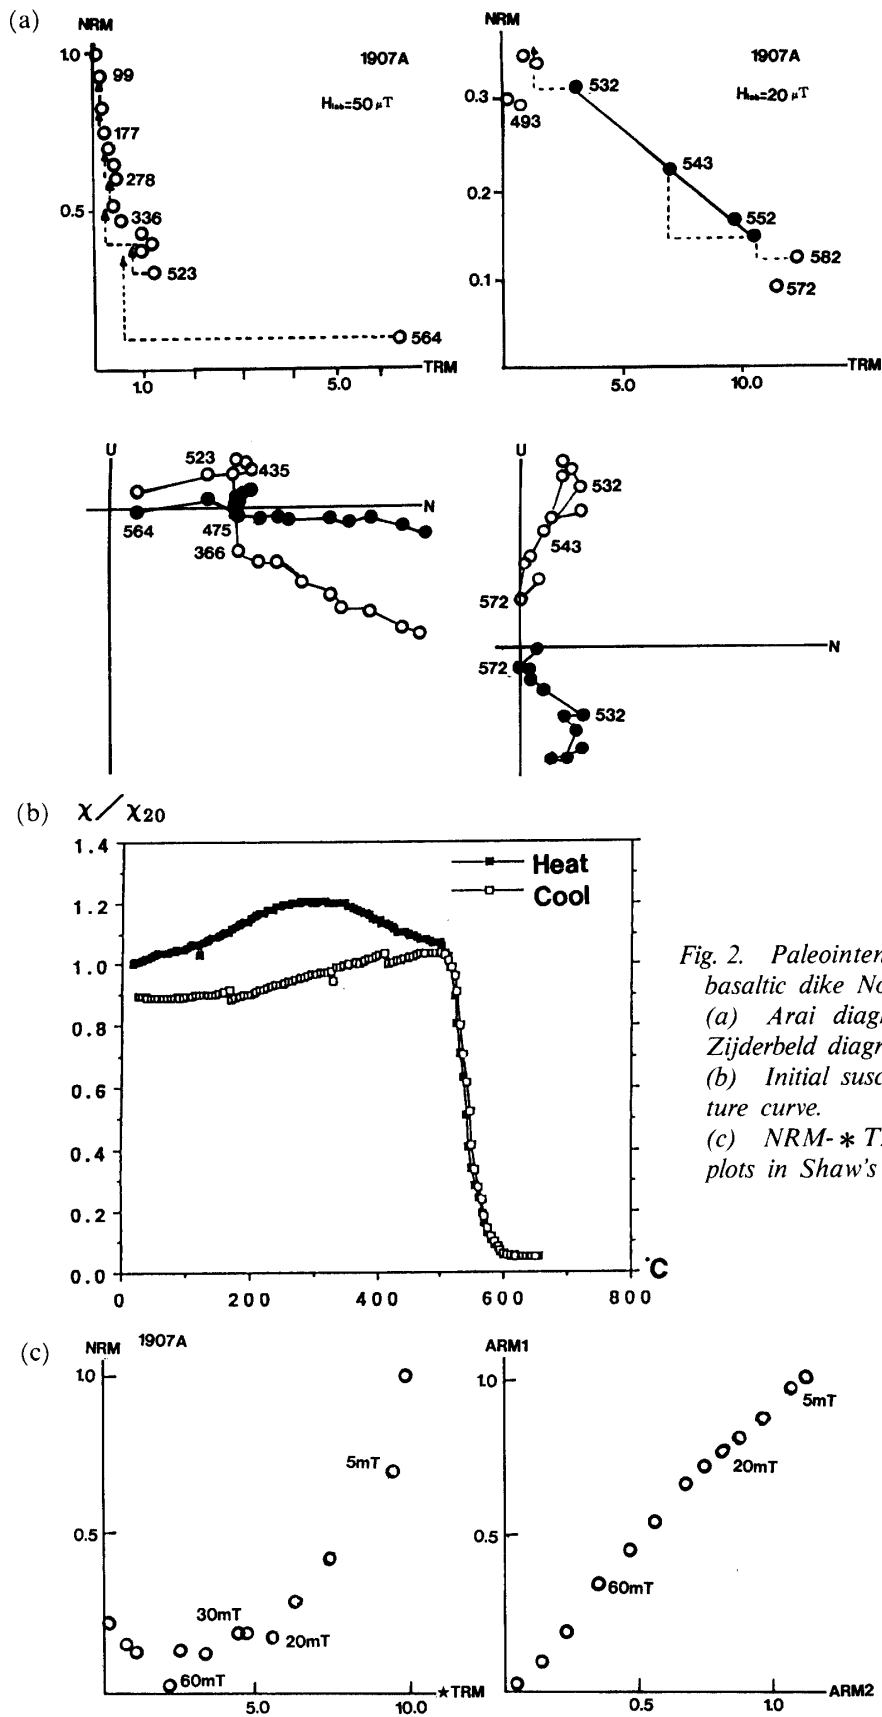 (a)
NRM
1.0
99
1907A
Hlab=50 μT
177
278
0.5
336
523
564
TRM
1.0
5.0
NRM
1907A
532
0.3
Hlab=20 μT
493
543
0.2
552
582
0.1
572
TRM
5.0
10.0
U
523
435
N
564
475
366
U
532
543
572
N
572
532
(b)
χ/χ20
1.4
Heat
Cool
1.2
1.0
0.8
0.6
0.4
0.2
0.0
°C
0
200
400
600
800
Fig. 2. Paleointen
basaltic dike No
(a) Arai diagr
Zijderbeld diagr
(b) Initial susc
ture curve.
(c) NRM-*T
plots in Shaw's
(c)
NRM
1907A
1.0
5mT
0.5
30mT
20mT
60mT
5.0
10.0
★TRM
ARM1
1.0
5mT
20mT
0.5
60mT
0.5
1.0
ARM2